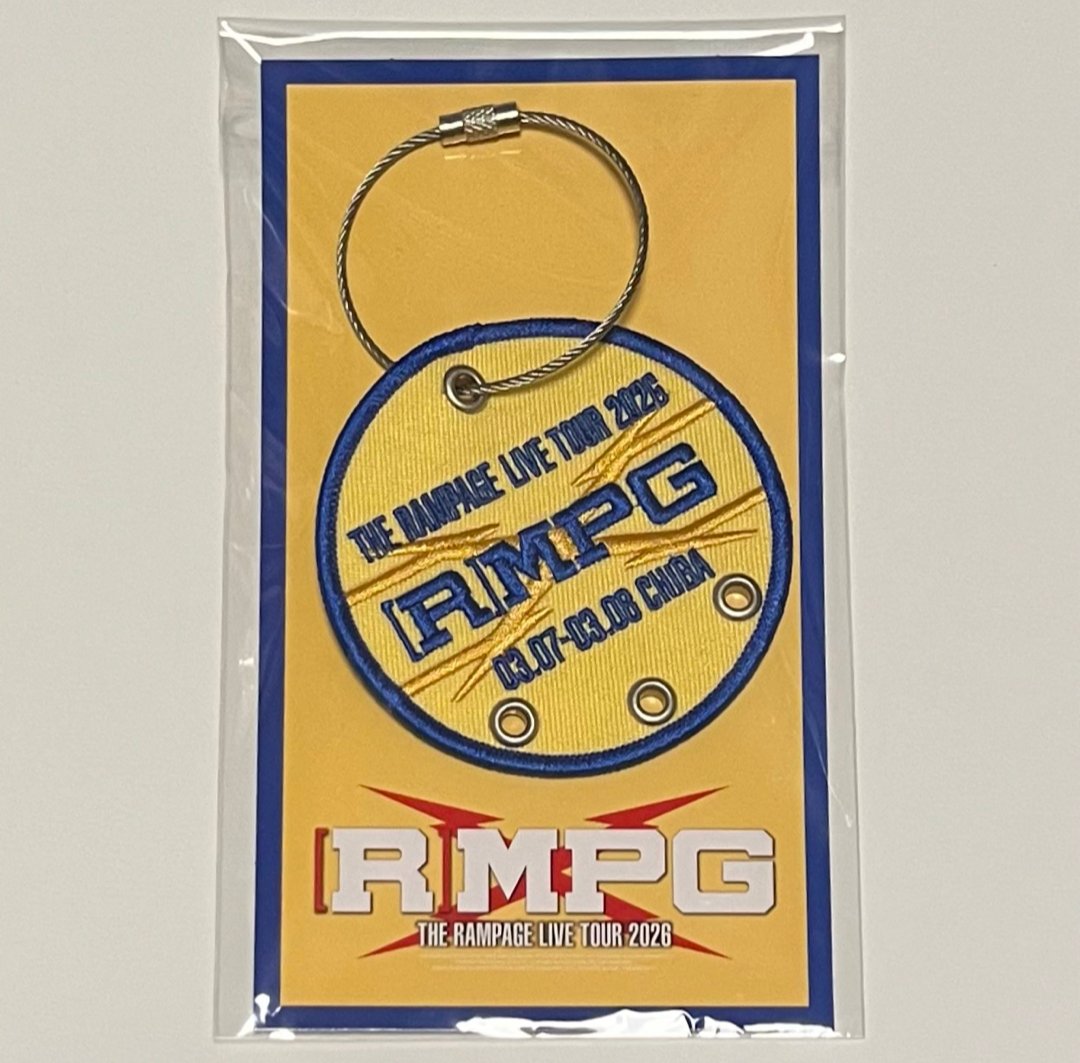 THE RAMPAGE LIVE TOUR 2026
[R]MPG
03.07-03.08 CHIBA
[R]MPG
THE RAMPAGE LIVE TOUR 2026